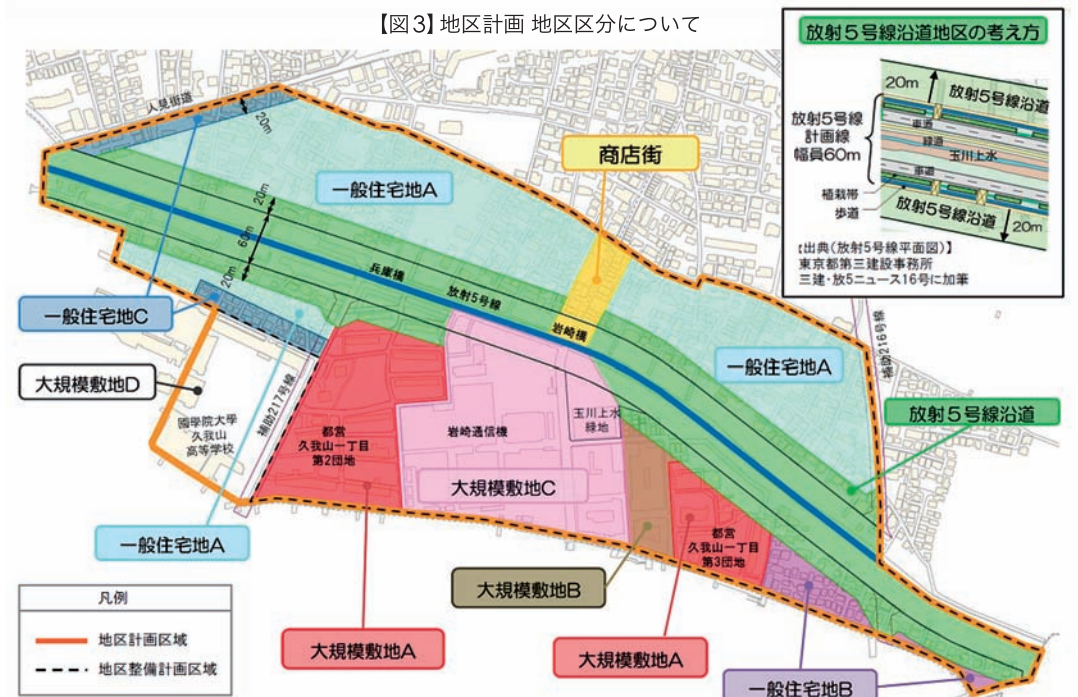 【図3】地区計画 地区区分について
放射5号線沿道地区の考え方
20m
放射5号線沿道
放射5号線
計画線
幅員60m
車道
緑道
玉川上水
車道
植栽帯
歩道
放射5号線沿道
20m
【出典(放射5号線平面図)】
東京都第三建設事務所
三建・放5ニュース16号に加筆
人見街道
20m
商店街
一般住宅地A
20m
60m
20m
兵庫橋
放射5号線
岩崎橋
補助216号線
一般住宅地C
一般住宅地A
大規模敷地D
國學院大學
久我山
高等学校
補助217号線
玉川上水
緑地
放射5号線沿道
都営
久我山一丁目
第2団地
岩崎通信機
大規模敷地C
一般住宅地A
都営
久我山一丁目
第3団地
大規模敷地B
凡例
地区計画区域
地区整備計画区域
大規模敷地A
大規模敷地A
一般住宅地B